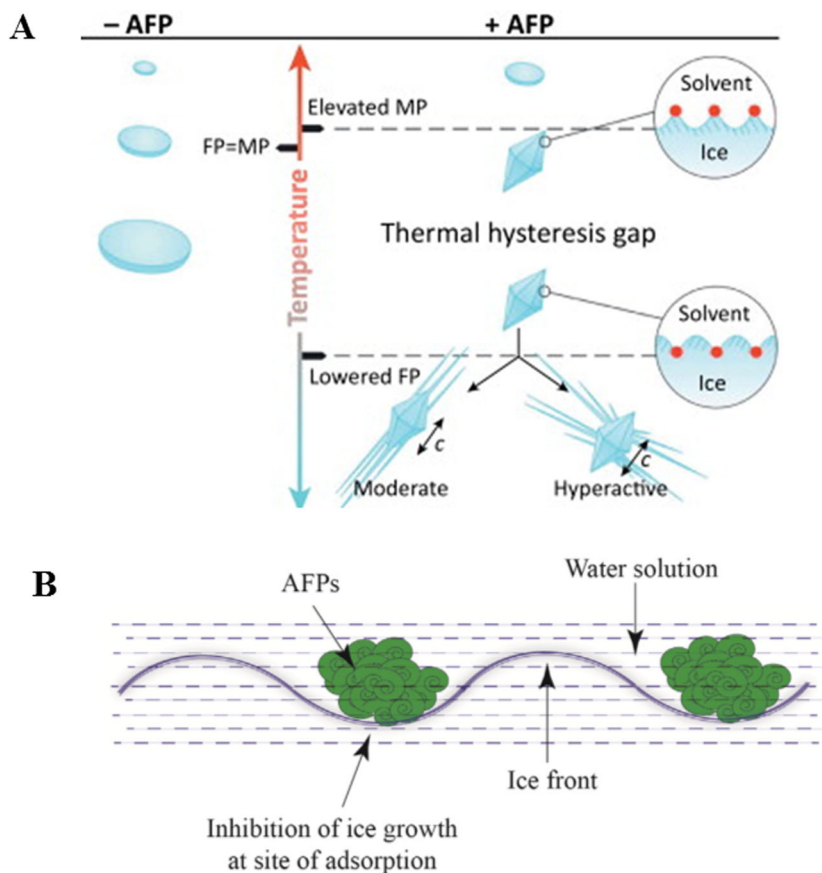 A
– AFP
+ AFP
Elevated MP
FP=MP
Solvent
Ice
Temperature
Thermal hysteresis gap
Solvent
Ice
Lowered FP
c
c
Moderate
Hyperactive
B
AFPs
Water solution
Ice front
Inhibition of ice growth
at site of adsorption